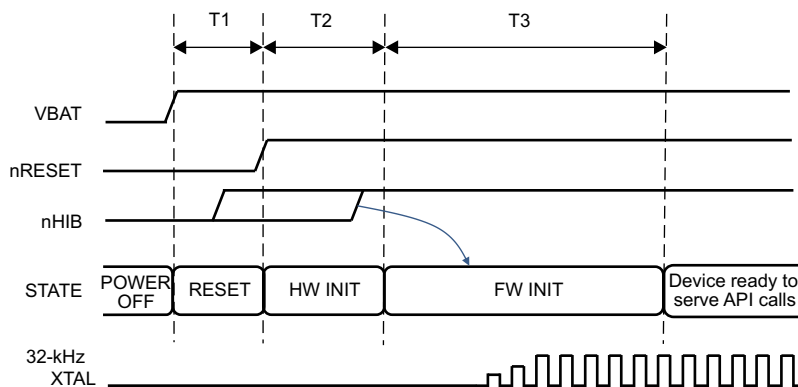 T1 T2 T3
VBAT
nRESET
nHIB
STATE
POWER
OFF
RESET
HW INIT
FW INIT
Device ready to
serve API calls
32-kHz
XTAL